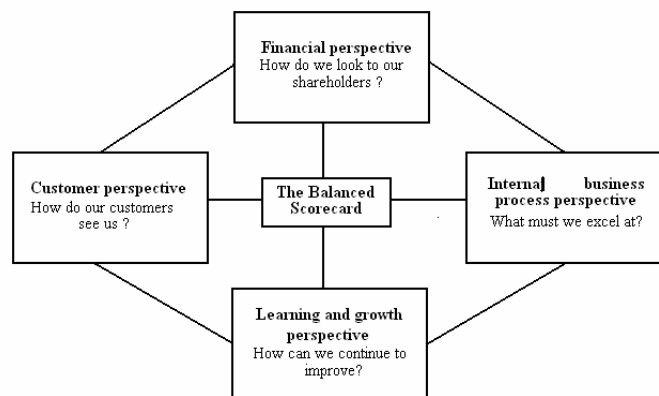 Financial perspective
How do we look to our
shareholders ?
Customer perspective
How do our customers
see us ?
The Balanced
Scorecard
Internal business
process perspective
What must we excel at?
Learning and growth
perspective
How can we continue to
improve?